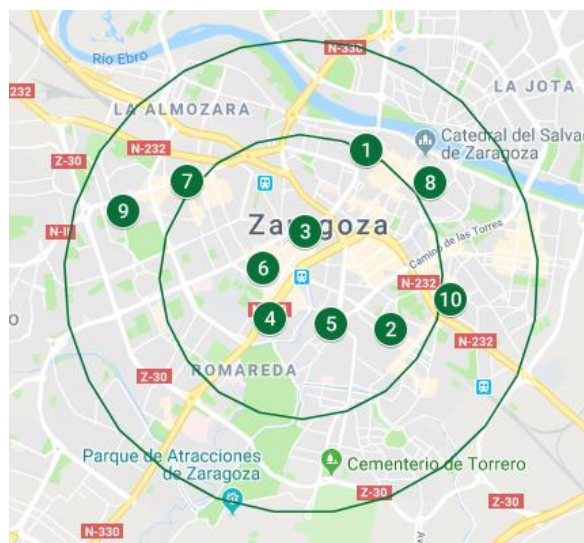 N-330
Río Ebro
LA JOTA
232
LA ALMOZARA
Catedral del Salva
de Zaragoza
N-232
Z-30
1
7
8
9
N-II
Zaragoza
3
Camino de las Torres
6
N-232
10
4
5
2
O
N-232
ROMAREDA
Z-30
Parque de Atracciones
de Zaragoza
Cementerio de Torrero
Z-30
N-330
Av